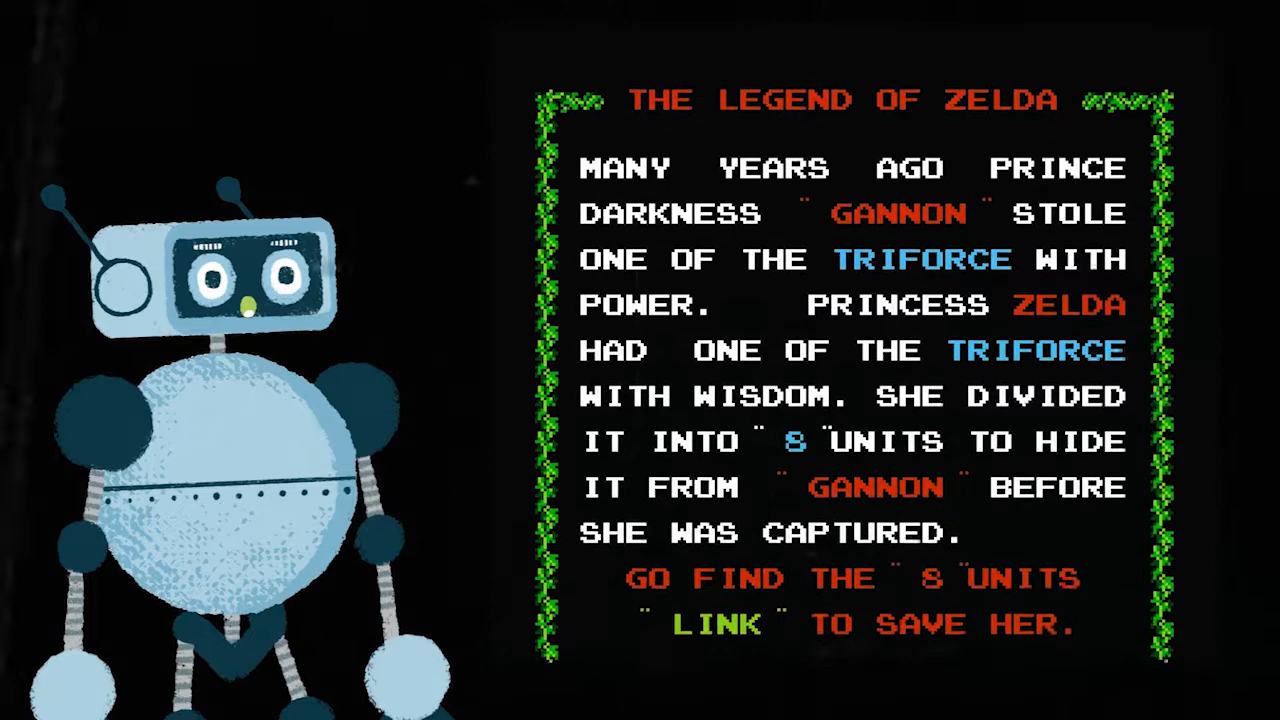 THE LEGEND OF ZELDA
MANY YEARS AGO PRINCE
DARKNESS " GANNON " STOLE
ONE OF THE TRIFORCE WITH
POWER. PRINCESS ZELDA
HAD ONE OF THE TRIFORCE
WITH WISDOM. SHE DIVIDED
IT INTO " 8 "UNITS TO HIDE
IT FROM " GANNON " BEFORE
SHE WAS CAPTURED.
GO FIND THE " 8 "UNITS
" LINK " TO SAVE HER.